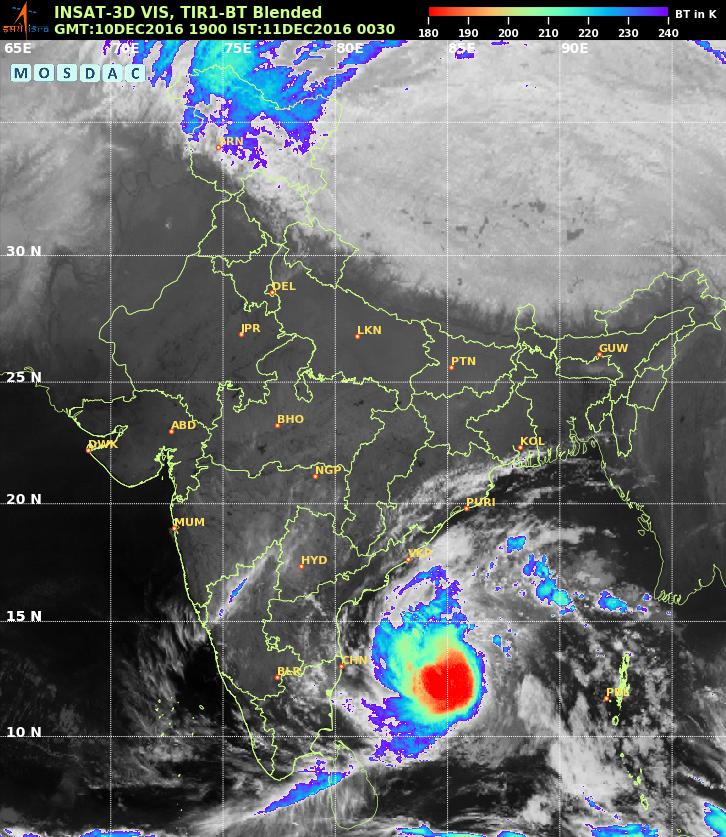 INSAT-3D VIS, TIR1-BT Blended
GMT:10DEC2016 1900 IST:11DEC2016 0030
BT in K
180 190 200 210 220 230 240
65E 70E 75E 80E 85E 90E
MOSDAC
SRN
30 N
DEL
JPR
LKN
GUW
PTN
25 N
ABD
BHO
DWK
KOL
NGP
20 N
PURI
MUM
VKP
HYD
15 N
CHN
BLR
PBL
10 N